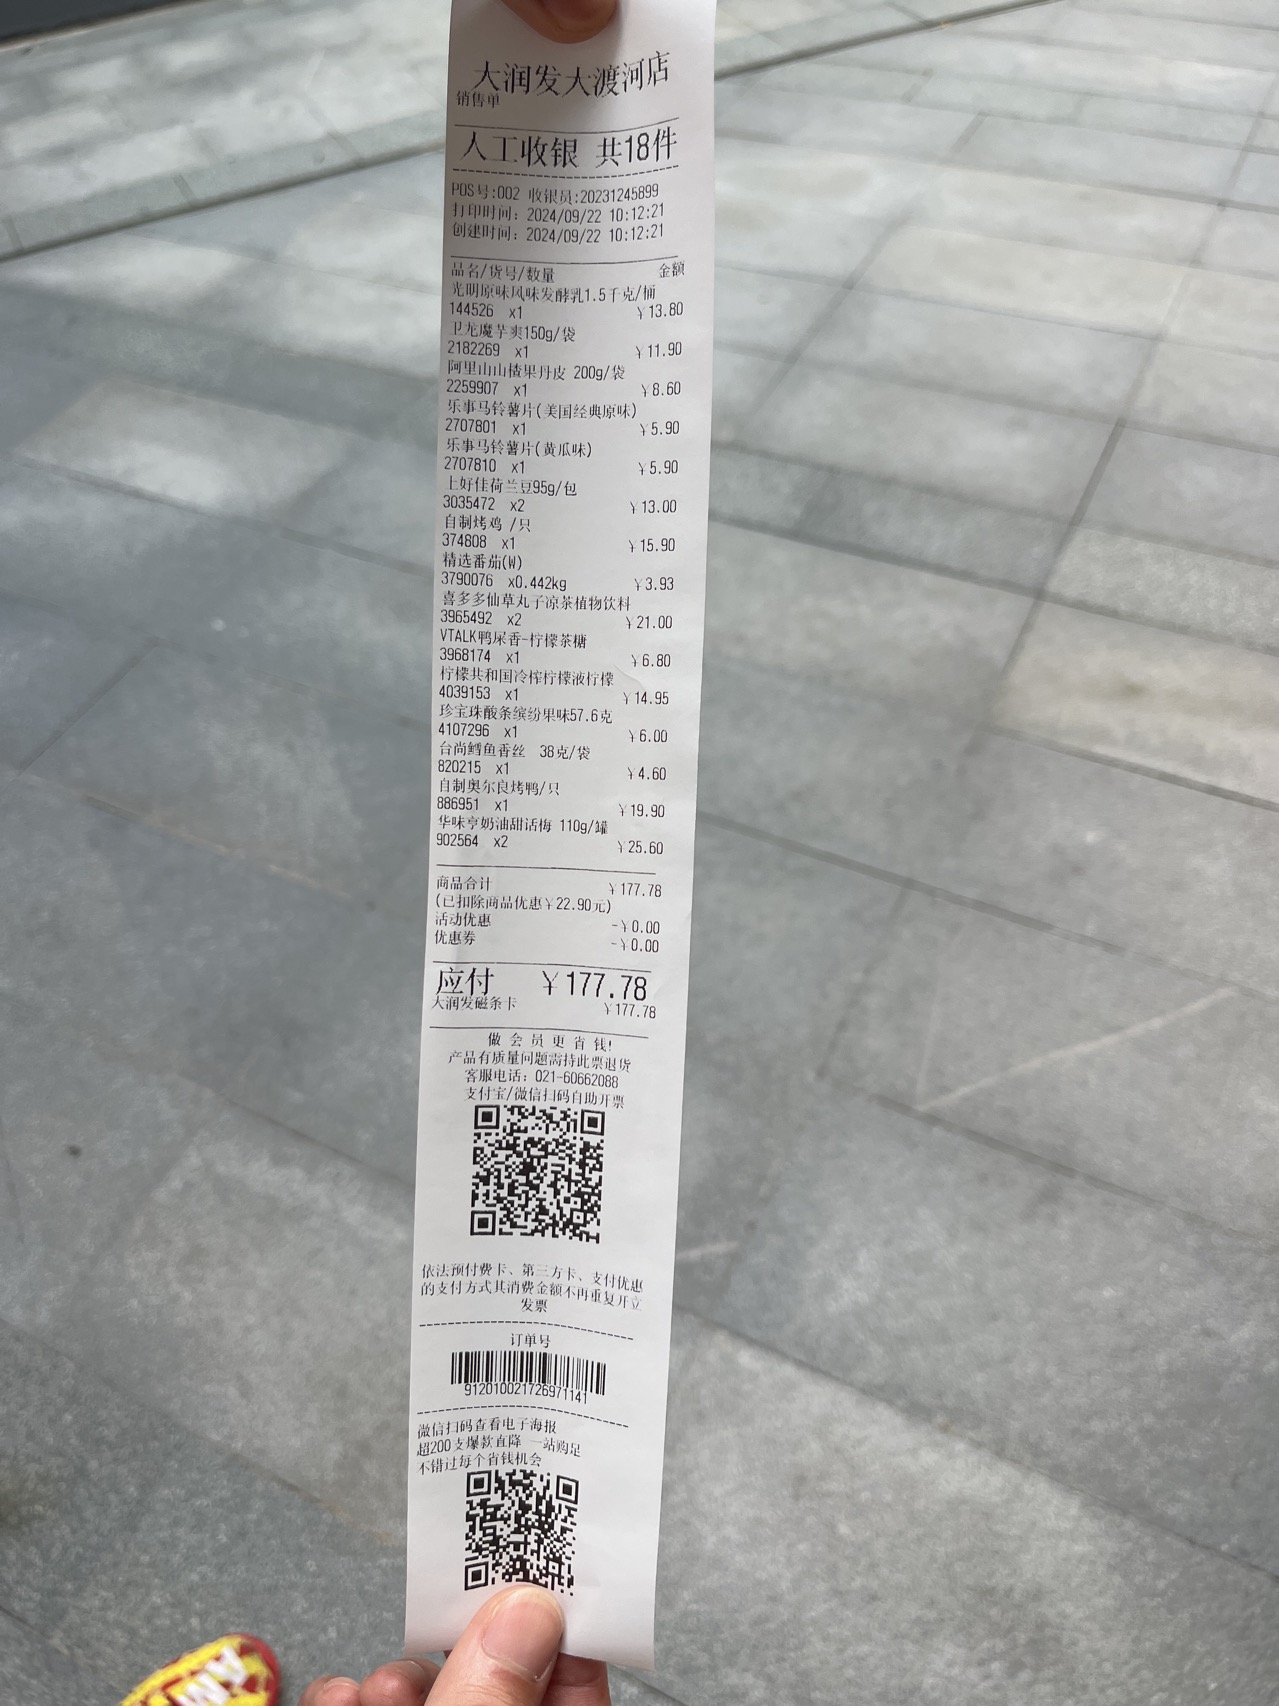 大润发大渡河店
销售单
人工收银 共18件
POS号:002 收银员:20231245899
打印时间: 2024/09/22 10:12:21
创建时间: 2024/09/22 10:12:21
品名/货号/数量 金额
光明原味风味发酵乳1.5千克/桶
144526 x1 ¥13.80
卫龙魔芋爽150g/袋
2182269 x1 ¥11.90
阿里山山楂果丹皮 200g/袋
2259907 x1 ¥8.60
乐事马铃薯片(美国经典原味)
2707801 x1 ¥5.90
乐事马铃薯片(黄瓜味)
2707810 x1 ¥5.90
上好佳荷兰豆95g/包
3035472 x2 ¥13.00
自制烤鸡 /只
374808 x1 ¥15.90
精选番茄(W)
3790076 x0.442kg ¥3.93
喜多多仙草丸子凉茶植物饮料
3965492 x2 ¥21.00
VTALK鸭屎香-柠檬茶糖
3968174 x1 ¥6.80
柠檬共和国冷榨柠檬液柠檬
4039153 x1 ¥14.95
珍宝珠酸条缤纷果味57.6克
4107296 x1 ¥6.00
台尚鳕鱼香丝 38克/袋
820215 x1 ¥4.60
自制奥尔良烤鸭/只
886951 x1 ¥19.90
华味亨奶油甜话梅 110g/罐
902564 x2 ¥25.60
商品合计 ¥177.78
(已扣除商品优惠¥22.90元)
活动优惠 -¥0.00
优惠券 -¥0.00
应付 ¥177.78
大润发磁条卡 ¥177.78
做会员更省钱!
产品有质量问题需持此票退货
客服电话: 021-60662088
支付宝/微信扫码自助开票
依法预付费卡、第三方卡、支付优惠
的支付方式其消费金额不再重复开立
发票
订单号
912010021726971141
微信扫码查看电子海报
超200支爆款直降 一站购足
不错过每个省钱机会